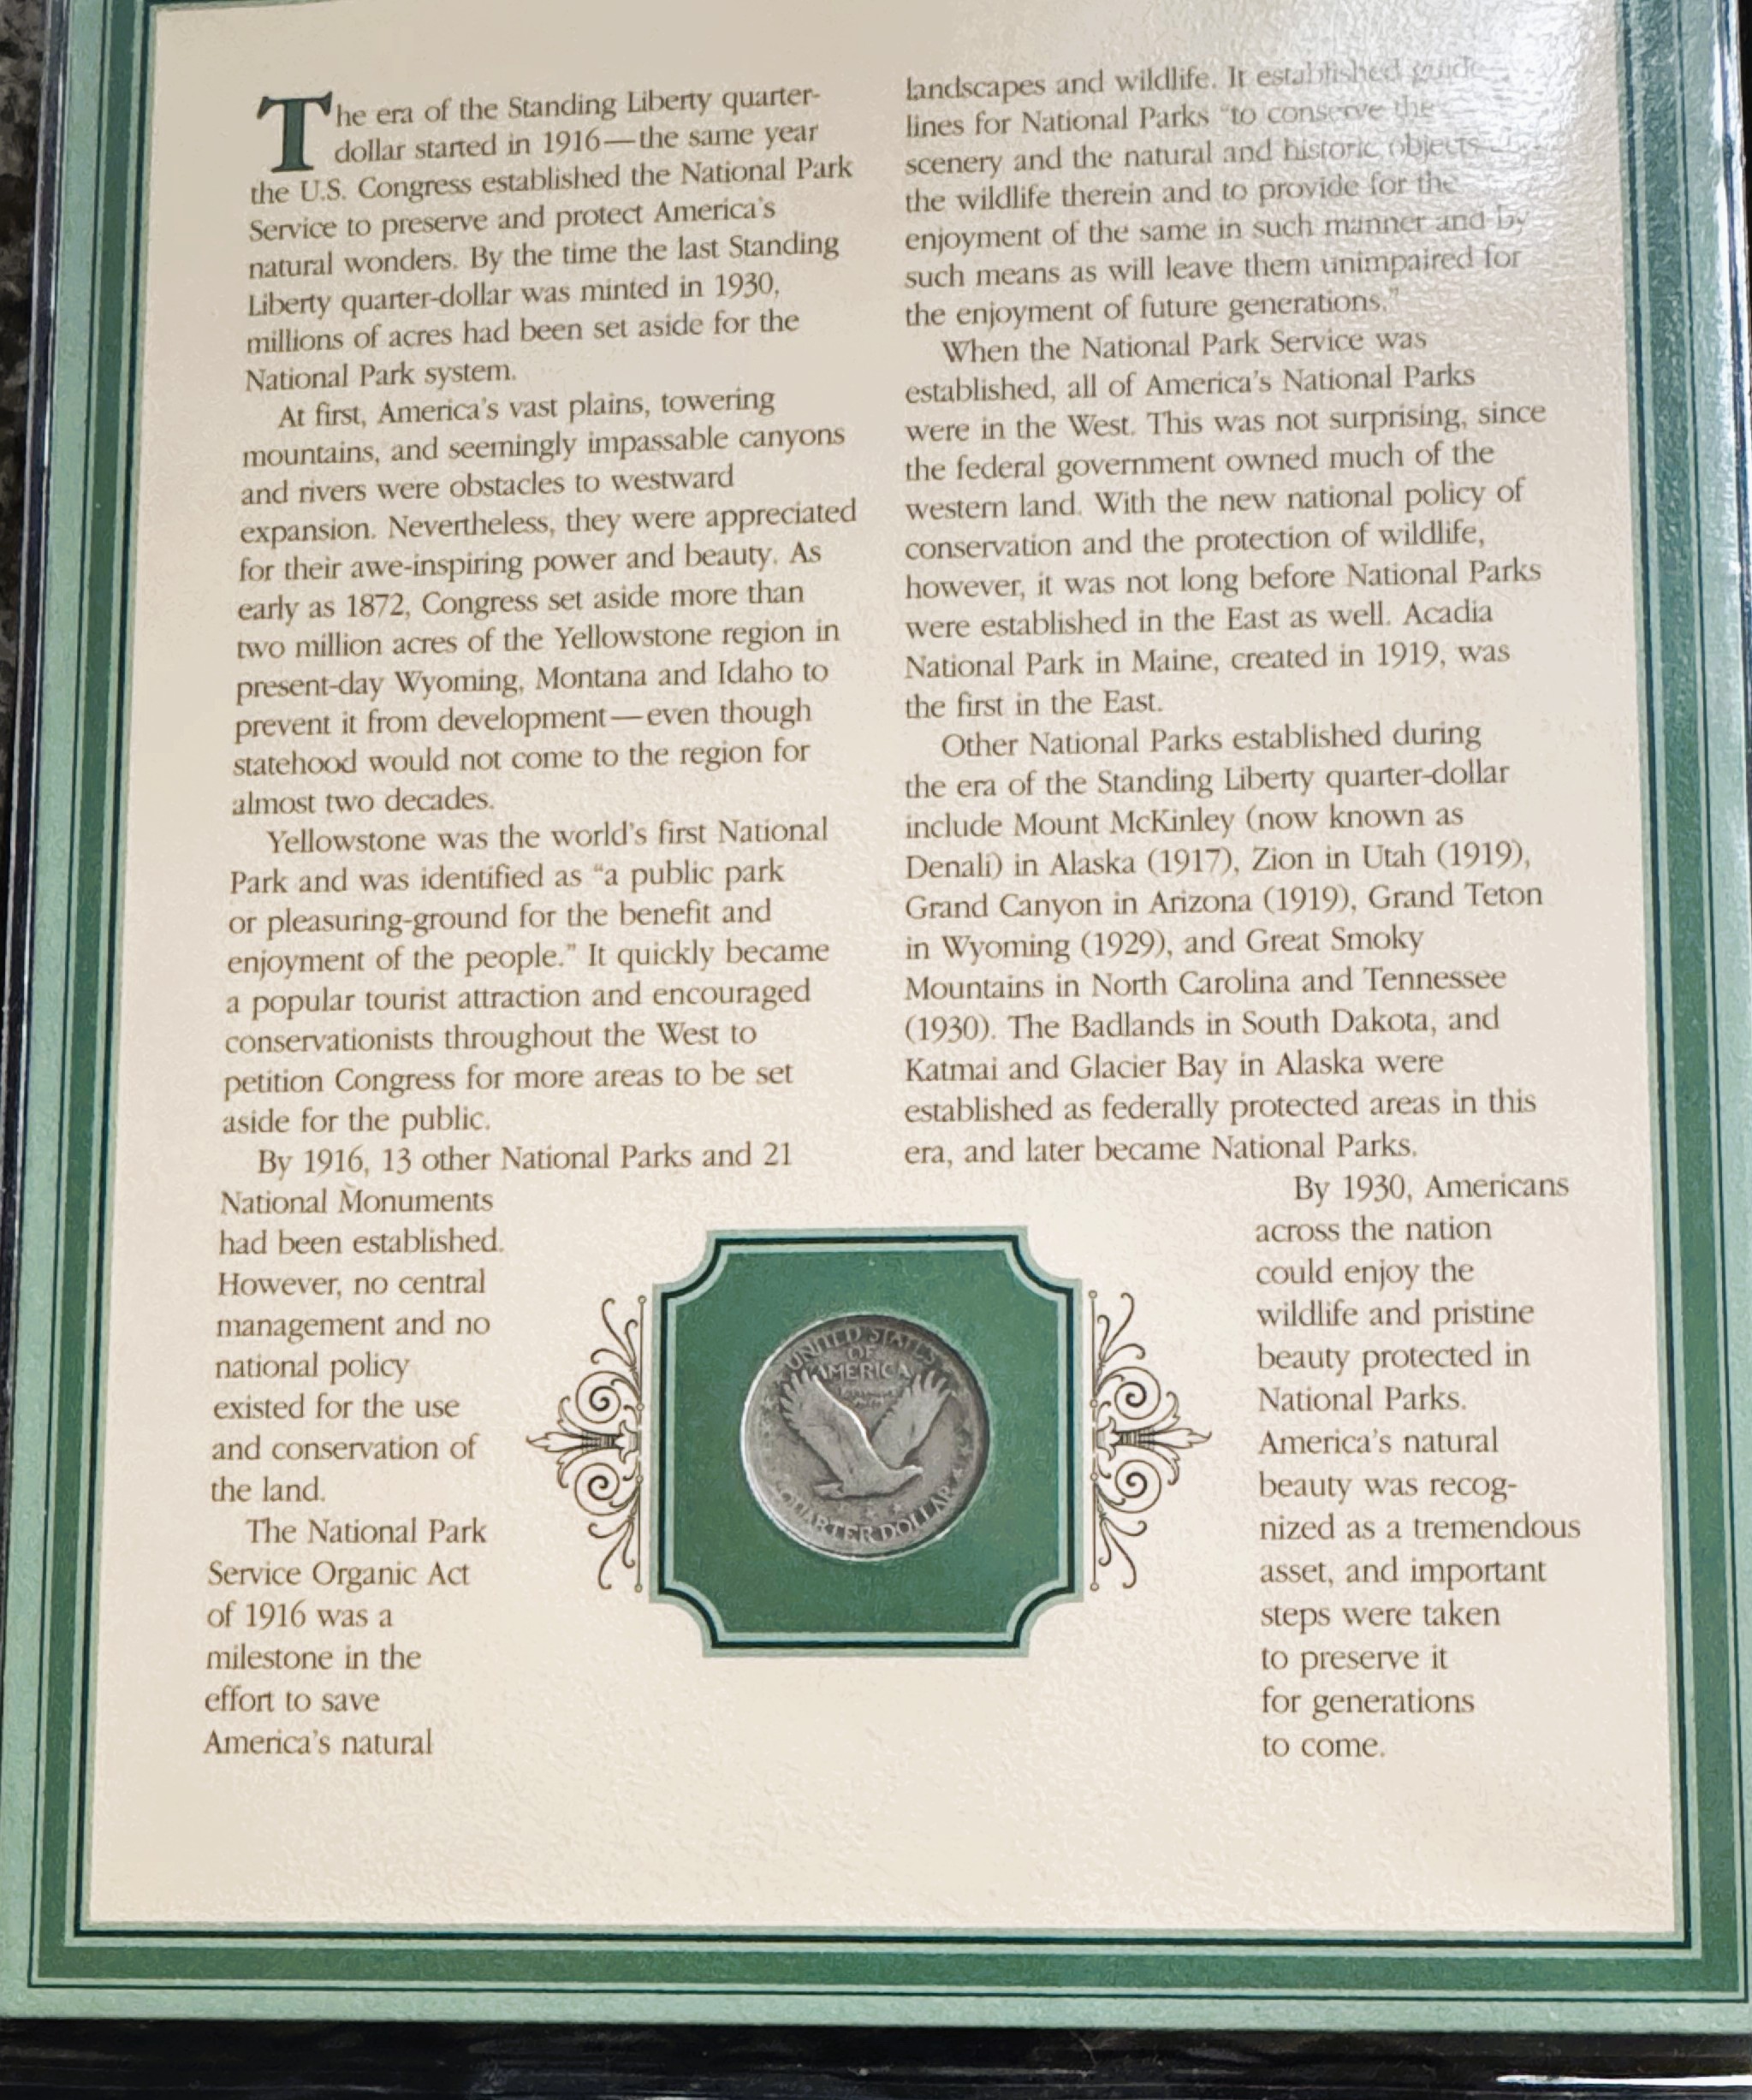 The era of the Standing Liberty quarter-
dollar started in 1916—the same year
the U.S. Congress established the National Park
Service to preserve and protect America's
natural wonders. By the time the last Standing
Liberty quarter-dollar was minted in 1930,
millions of acres had been set aside for the
National Park system.
At first, America's vast plains, towering
mountains, and seemingly impassable canyons
and rivers were obstacles to westward
expansion. Nevertheless, they were appreciated
for their awe-inspiring power and beauty. As
early as 1872, Congress set aside more than
two million acres of the Yellowstone region in
present-day Wyoming, Montana and Idaho to
prevent it from development—even though
statehood would not come to the region for
almost two decades.
Yellowstone was the world's first National
Park and was identified as “a public park
or pleasuring-ground for the benefit and
enjoyment of the people.” It quickly became
a popular tourist attraction and encouraged
conservationists throughout the West to
petition Congress for more areas to be set
aside for the public.
By 1916, 13 other National Parks and 21
National Monuments
had been established.
However, no central
management and no
national policy
existed for the use
and conservation of
the land.
The National Park
Service Organic Act
of 1916 was a
milestone in the
effort to save
America's natural
landscapes and wildlife. It established guide-
lines for National Parks “to conserve the
scenery and the natural and historic objects
the wildlife therein and to provide for the
enjoyment of the same in such manner and by
such means as will leave them unimpaired for
the enjoyment of future generations.”
When the National Park Service was
established, all of America's National Parks
were in the West. This was not surprising, since
the federal government owned much of the
western land. With the new national policy of
conservation and the protection of wildlife,
however, it was not long before National Parks
were established in the East as well. Acadia
National Park in Maine, created in 1919, was
the first in the East.
Other National Parks established during
the era of the Standing Liberty quarter-dollar
include Mount McKinley (now known as
Denali) in Alaska (1917), Zion in Utah (1919),
Grand Canyon in Arizona (1919), Grand Teton
in Wyoming (1929), and Great Smoky
Mountains in North Carolina and Tennessee
(1930). The Badlands in South Dakota, and
Katmai and Glacier Bay in Alaska were
established as federally protected areas in this
era, and later became National Parks.
By 1930, Americans
across the nation
could enjoy the
wildlife and pristine
beauty protected in
National Parks.
America's natural
beauty was recog-
nized as a tremendous
asset, and important
steps were taken
to preserve it
for generations
to come.
UNITED STATES
OF
AMERICA
QUARTER DOLLAR